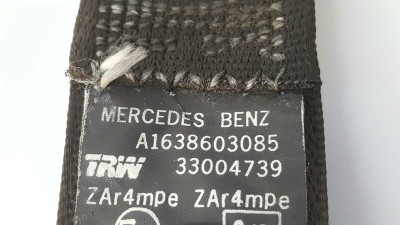 MERCEDES BENZ
A1638603085
TRW 33004739
ZAr4mpe ZAr4mpe